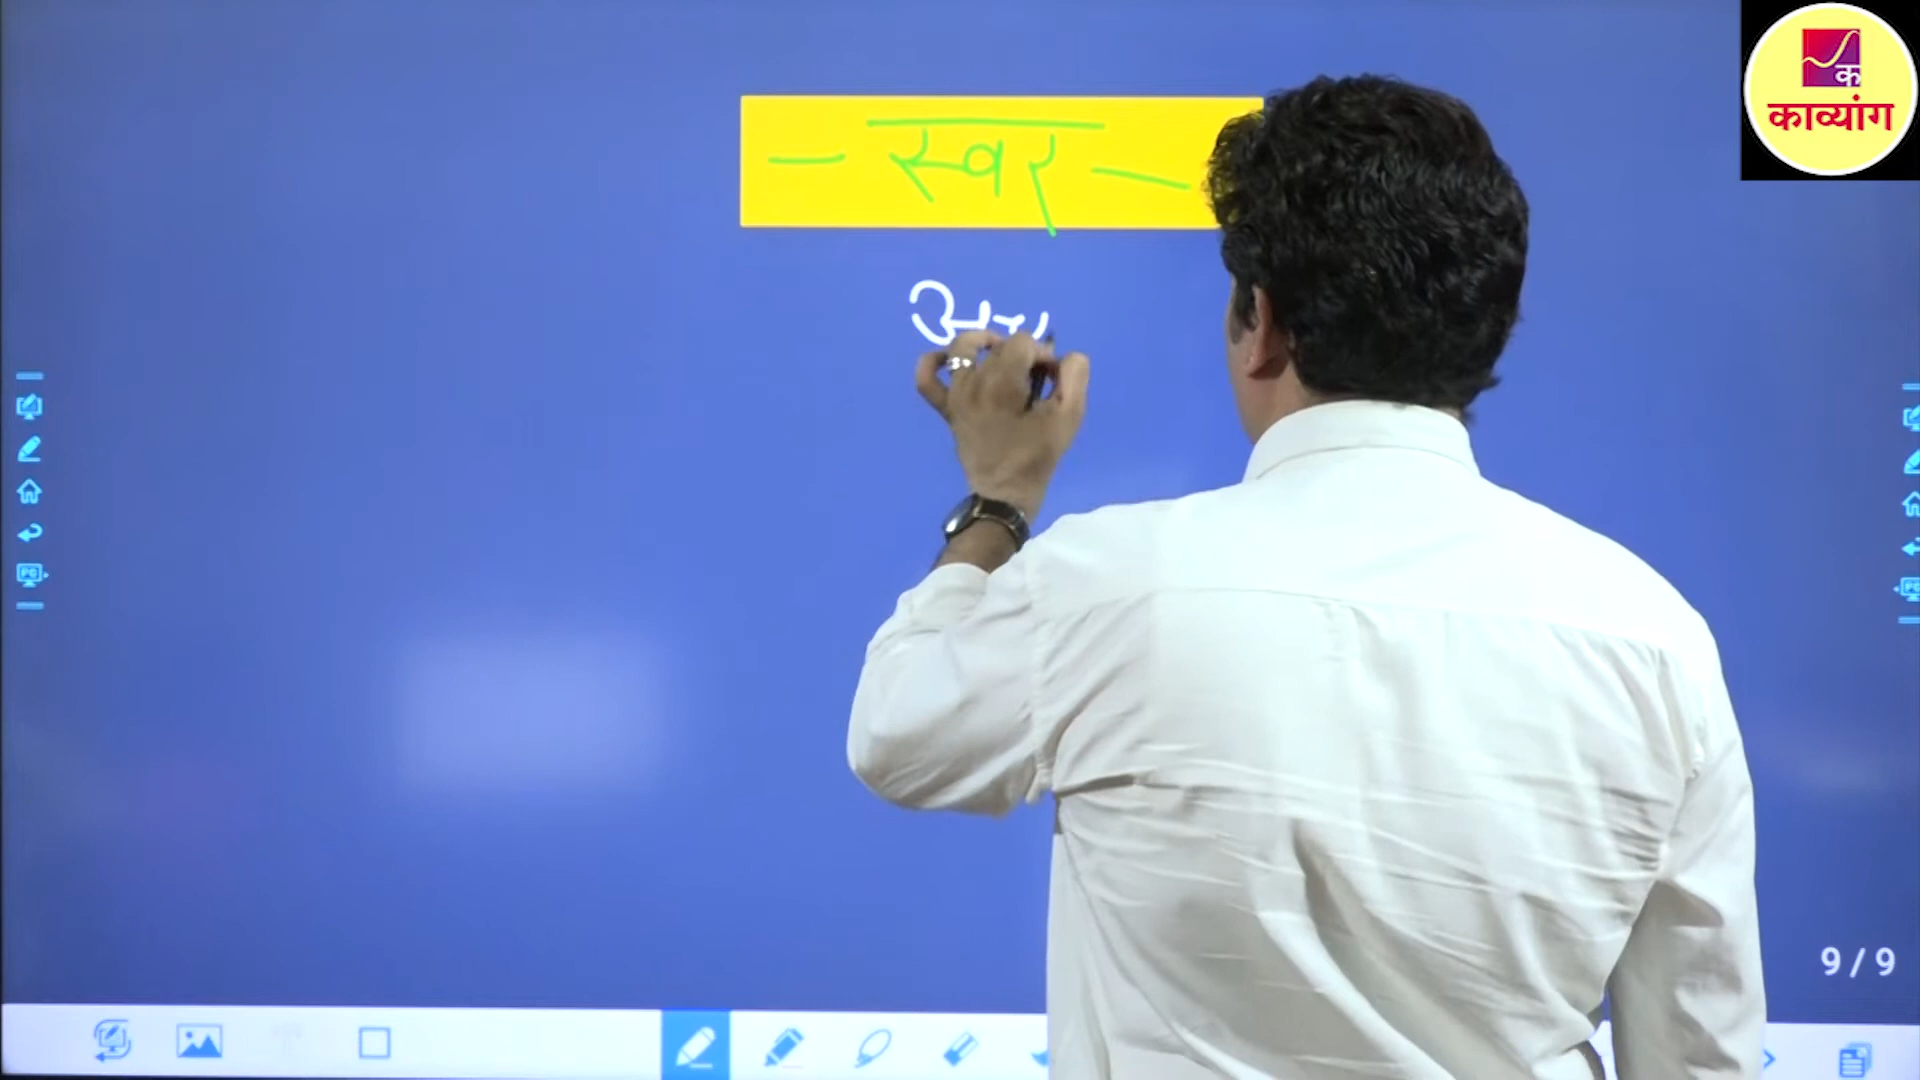 क
काव्यांग
- स्वर -
9/9